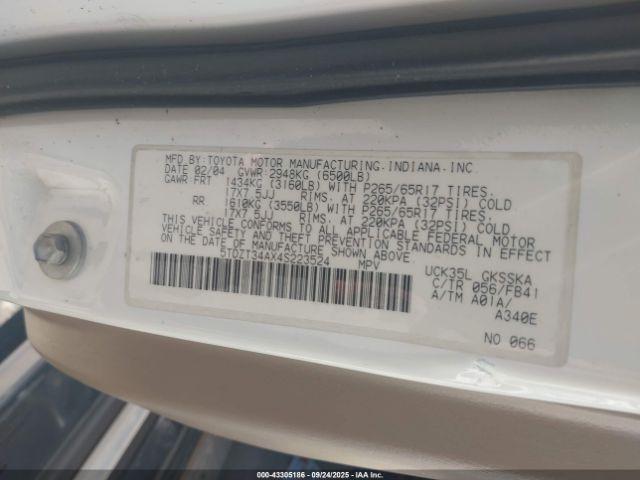 MFD BY:TOYOTA MOTOR MANUFACTURING.INDIANA.INC
DATE 02/04 GVWR:2948KG (6500LB)
GAWR FRT 1434KG (3160LB) WITH P265/65R17 TIRES.
17X7.5JJ RIMS. AT 220KPA (32PSI) COLD
RR 1610KG (3550LB) WITH P265/65R17 TIRES.
17X7.5JJ RIMS. AT 220KPA (32PSI) COLD
THIS VEHICLE CONFORMS TO ALL APPLICABLE FEDERAL MOTOR
VEHICLE SAFETY AND THEFT PREVENTION STANDARDS IN EFFECT
ON THE DATE OF MANUFACTURE SHOWN ABOVE.
5TDZT34AX4S223524 MPV
UCK35L GKSSKA
C/TR 056/FB41
A/TM A01A/
A340E
NO 066
© IAAI STOCK #: 43305186 - 09/24/2025 - IAAI.COM